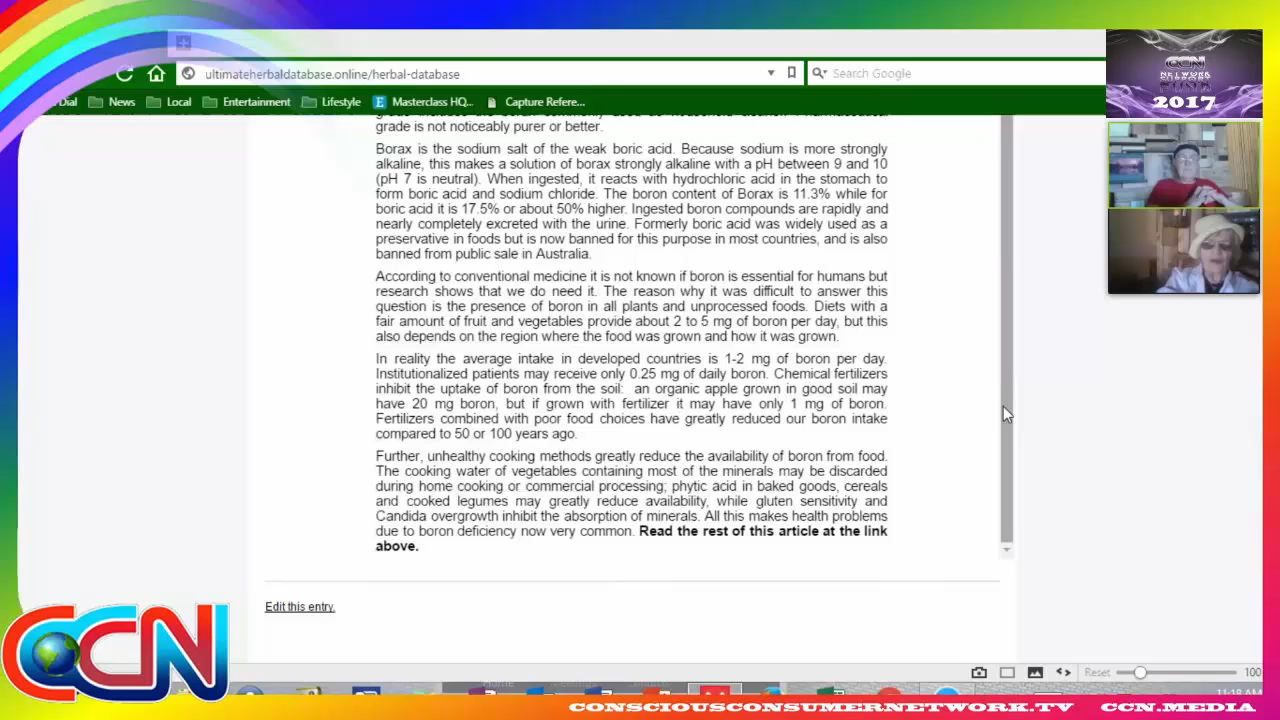 ultimateherbaldatabase.online/herbal-database
Search Google
Dial
News
Local
Entertainment
Lifestyle
Masterclass HQ...
Capture Refere...
CCN
NETWORK
SUPPORT
2017
grade is not noticeably purer or better.
Borax is the sodium salt of the weak boric acid. Because sodium is more strongly
alkaline, this makes a solution of borax strongly alkaline with a pH between 9 and 10
(pH 7 is neutral). When ingested, it reacts with hydrochloric acid in the stomach to
form boric acid and sodium chloride. The boron content of Borax is 11.3% while for
boric acid it is 17.5% or about 50% higher. Ingested boron compounds are rapidly and
nearly completely excreted with the urine. Formerly boric acid was widely used as a
preservative in foods but is now banned for this purpose in most countries, and is also
banned from public sale in Australia.
According to conventional medicine it is not known if boron is essential for humans but
research shows that we do need it. The reason why it was difficult to answer this
question is the presence of boron in all plants and unprocessed foods. Diets with a
fair amount of fruit and vegetables provide about 2 to 5 mg of boron per day, but this
also depends on the region where the food was grown and how it was grown.
In reality the average intake in developed countries is 1-2 mg of boron per day.
Institutionalized patients may receive only 0.25 mg of daily boron. Chemical fertilizers
inhibit the uptake of boron from the soil: an organic apple grown in good soil may
have 20 mg boron, but if grown with fertilizer it may have only 1 mg of boron.
Fertilizers combined with poor food choices have greatly reduced our boron intake
compared to 50 or 100 years ago.
Further, unhealthy cooking methods greatly reduce the availability of boron from food.
The cooking water of vegetables containing most of the minerals may be discarded
during home cooking or commercial processing; phytic acid in baked goods, cereals
and cooked legumes may greatly reduce availability, while gluten sensitivity and
Candida overgrowth inhibit the absorption of minerals. All this makes health problems
due to boron deficiency now very common. Read the rest of this article at the link
above.
Edit this entry.
CCN
Reset
100
11:18 AM
CONSCIOUSCONSUMERNETWORK.TV CCN.MEDIA